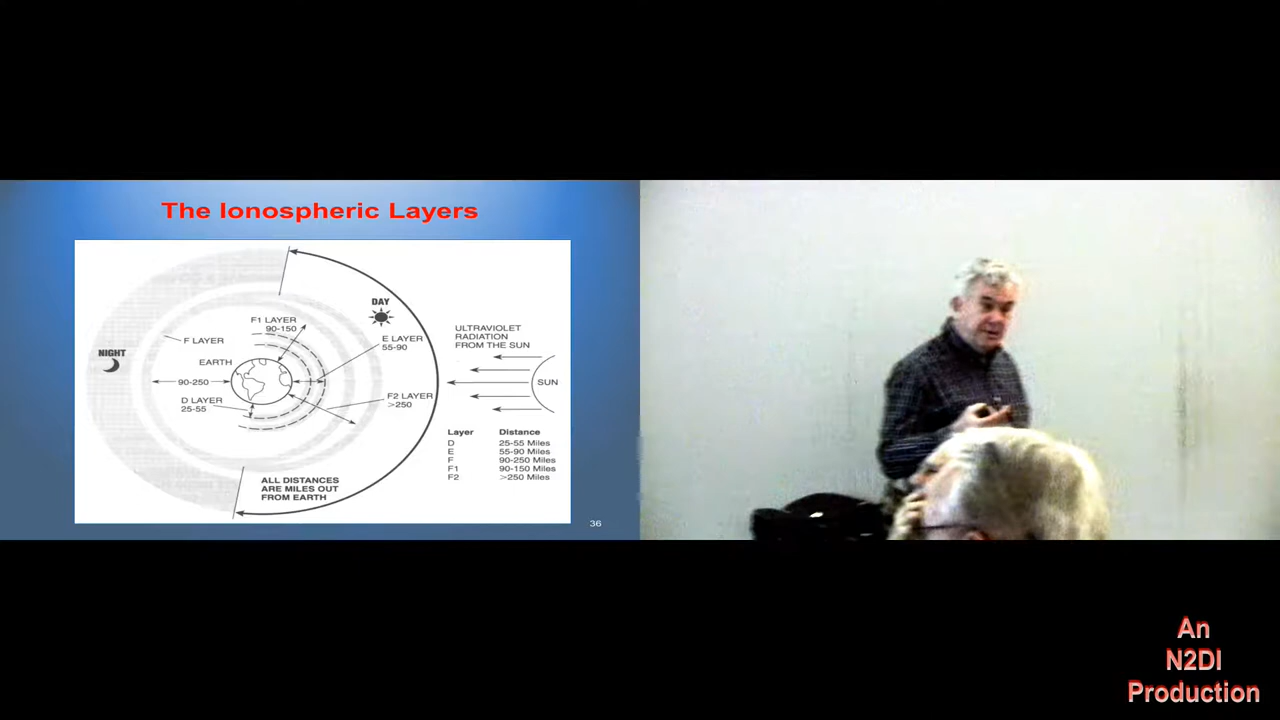 The Ionospheric Layers
DAY
F1 LAYER
90-150
F LAYER
E LAYER
55-90
NIGHT
EARTH
90-250
D LAYER
25-55
F2 LAYER
>250
ALL DISTANCES
ARE MILES OUT
FROM EARTH
ULTRAVIOLET
RADIATION
FROM THE SUN
SUN
Layer Distance
D 25-55 Miles
E 55-90 Miles
F 90-250 Miles
F1 90-150 Miles
F2 >250 Miles
36
An
N2DI
Production